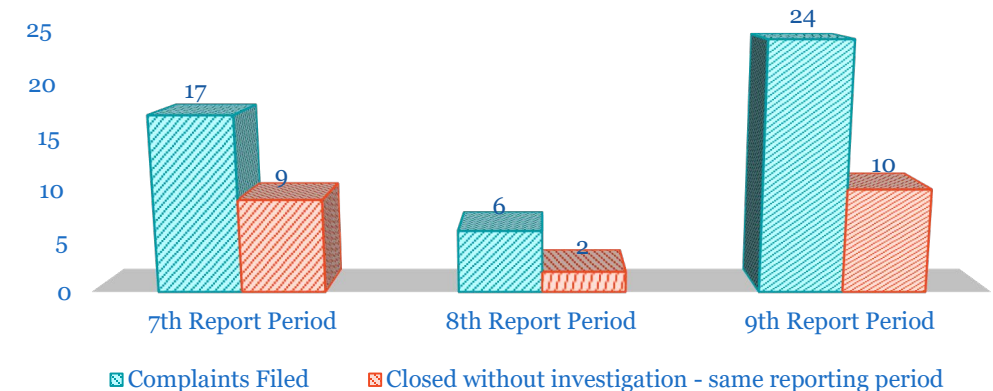 25
20
15
10
5
0
17
9
6
2
24
10
7th Report Period
8th Report Period
9th Report Period
Complaints Filed
Closed without investigation - same reporting period